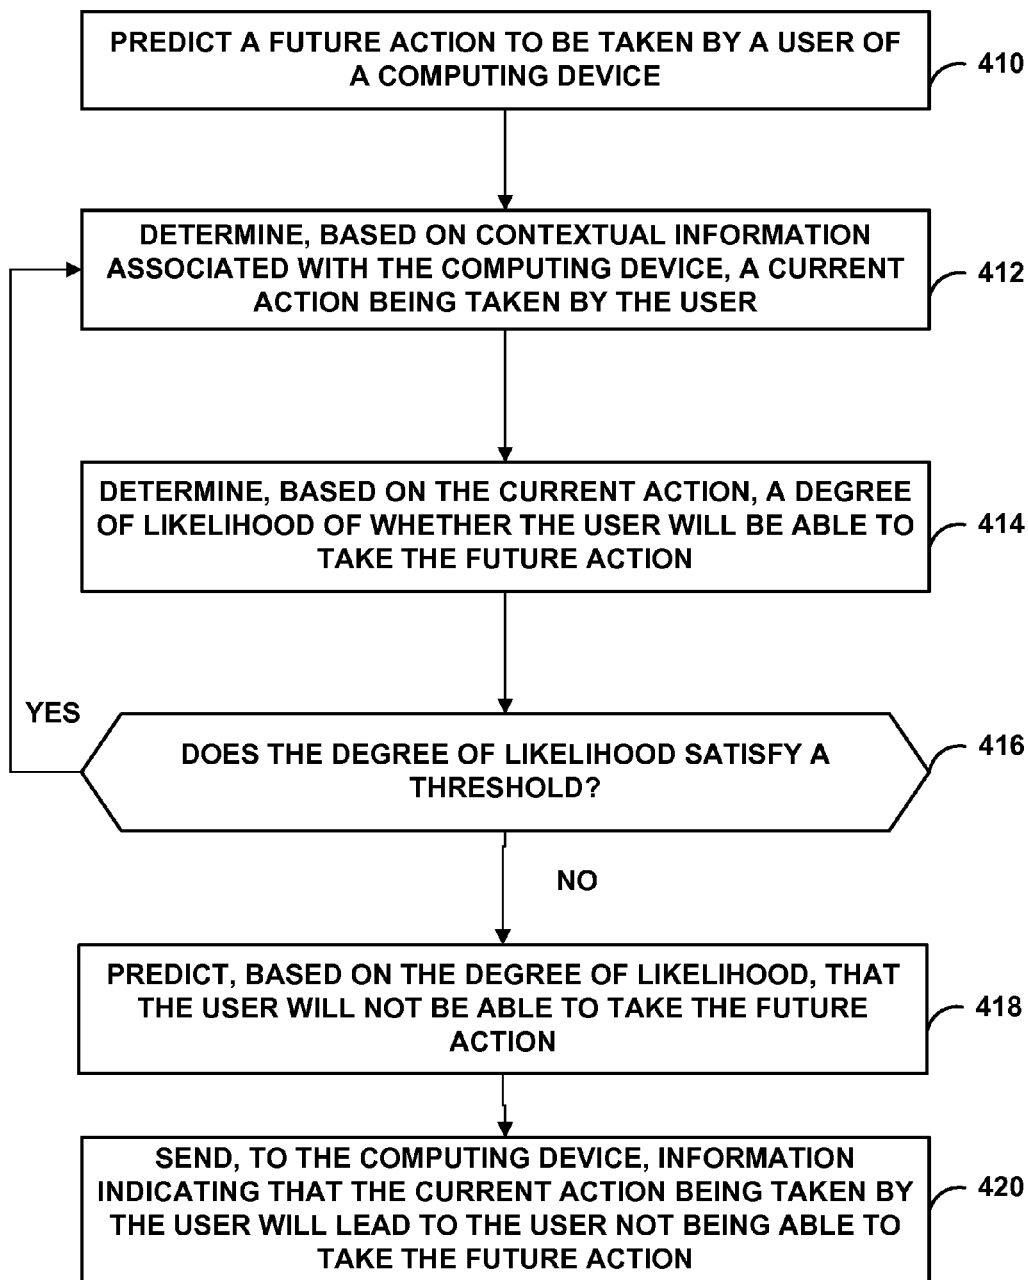 PREDICT A FUTURE ACTION TO BE TAKEN BY A USER OF
A COMPUTING DEVICE
410
DETERMINE, BASED ON CONTEXTUAL INFORMATION
ASSOCIATED WITH THE COMPUTING DEVICE, A CURRENT
ACTION BEING TAKEN BY THE USER
412
DETERMINE, BASED ON THE CURRENT ACTION, A DEGREE
OF LIKELIHOOD OF WHETHER THE USER WILL BE ABLE TO
TAKE THE FUTURE ACTION
414
YES
DOES THE DEGREE OF LIKELIHOOD SATISFY A
THRESHOLD?
416
NO
PREDICT, BASED ON THE DEGREE OF LIKELIHOOD, THAT
THE USER WILL NOT BE ABLE TO TAKE THE FUTURE
ACTION
418
SEND, TO THE COMPUTING DEVICE, INFORMATION
INDICATING THAT THE CURRENT ACTION BEING TAKEN BY
THE USER WILL LEAD TO THE USER NOT BEING ABLE TO
TAKE THE FUTURE ACTION
420